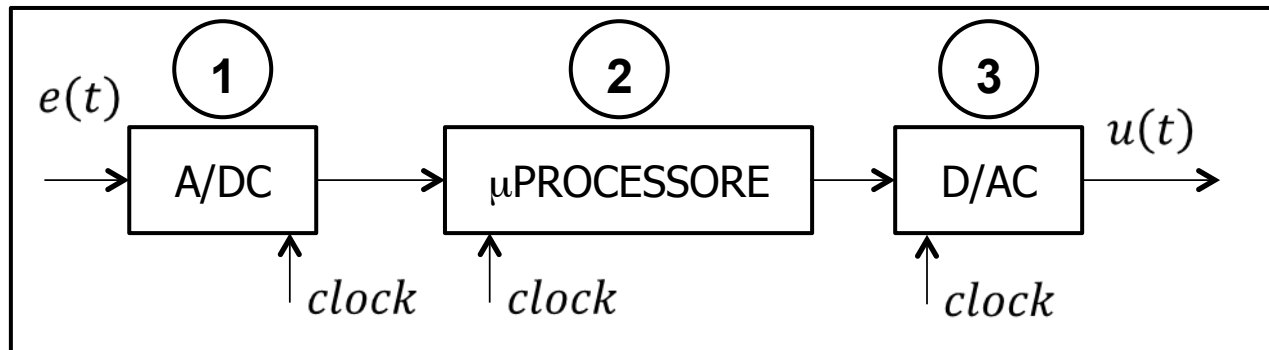 1
2
3
e(t)
A/DC
μPROCESSORE
D/AC
u(t)
clock
clock
clock